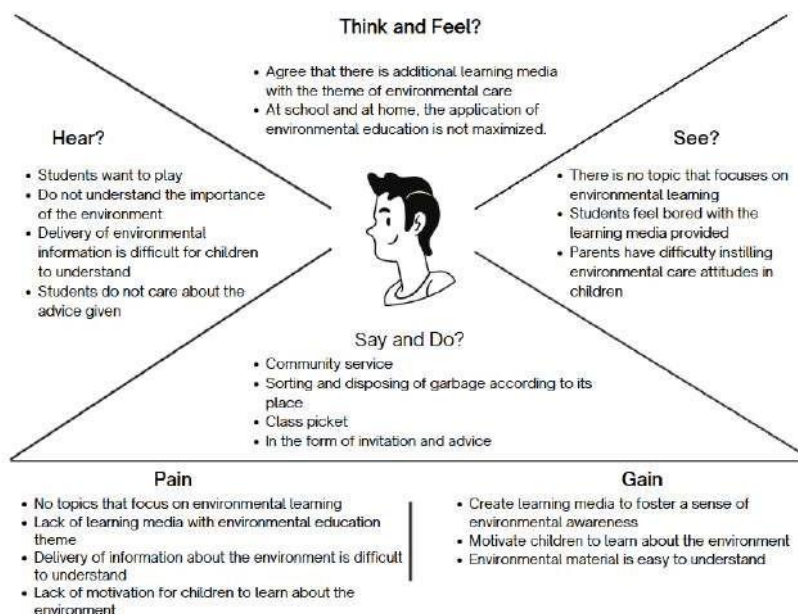 Think and Feel?
• Agree that there is additional learning media
with the theme of environmental care
• At school and at home, the application of
environmental education is not maximized.
Hear?
• Students want to play
• Do not understand the importance
of the environment
• Delivery of environmental
information is difficult for children
to understand
• Students do not care about the
advice given
See?
• There is no topic that focuses on
environmental learning
• Students feel bored with the
learning media provided
• Parents have difficulty instilling
environmental care attitudes in
children
Say and Do?
• Community service
• Sorting and disposing of garbage according to its
place
• Class picket
• In the form of invitation and advice
Pain
• No topics that focus on environmental learning
• Lack of learning media with environmental education
theme
• Delivery of information about the environment is difficult
to understand
• Lack of motivation for children to learn about the
environment
Gain
• Create learning media to foster a sense of
environmental awareness
• Motivate children to learn about the environment
• Environmental material is easy to understand